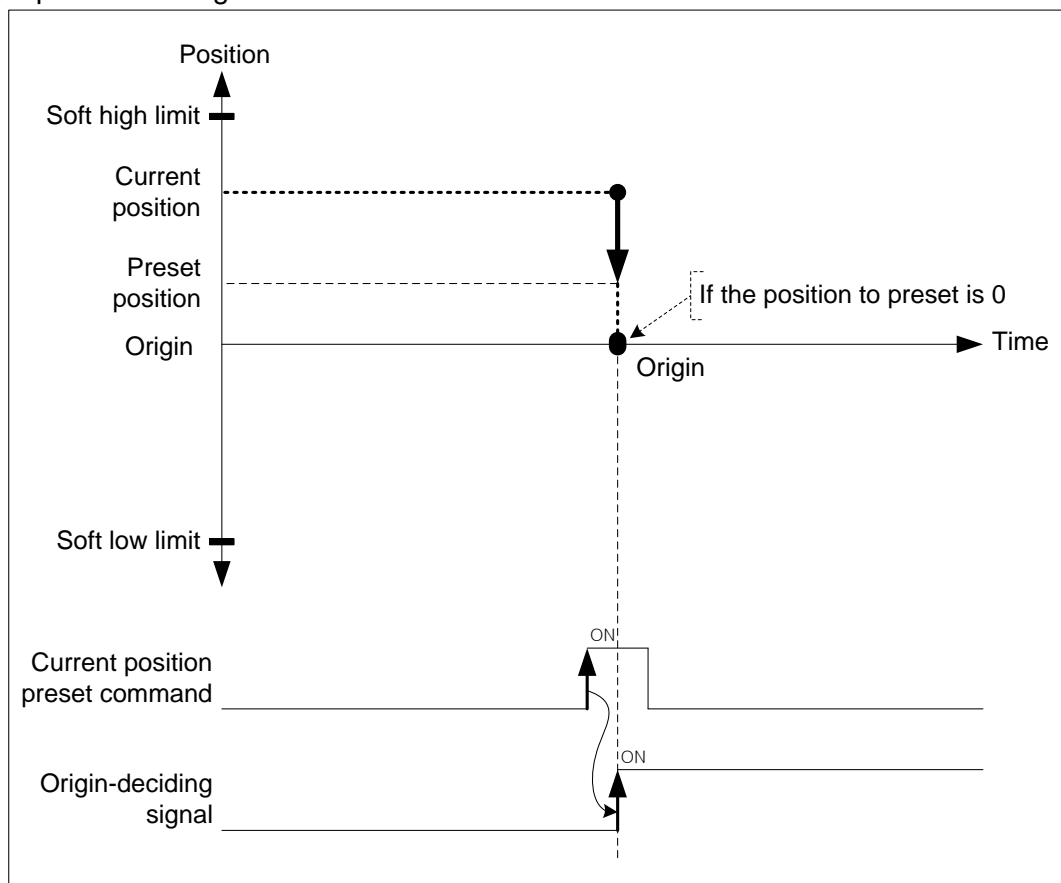 Position
Soft high limit
Current
position
Preset
position
If the position to preset is 0
Origin
Time
Origin
Soft low limit
ON
Current position
preset command
ON
Origin-deciding
signal